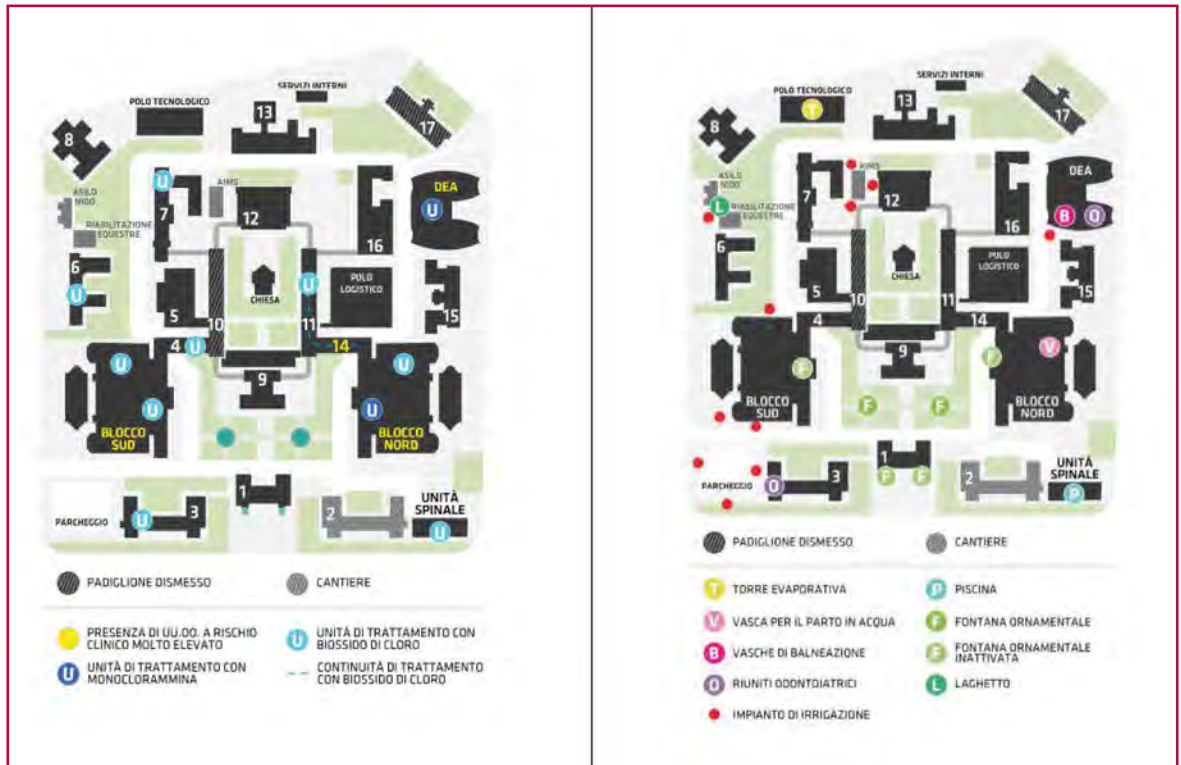 SERVIZI INTERNI
POLO TECNOLOGICO
13
17
8
U
AIMS
DEA
ASILO
NIDO
7
12
U
RIABILITAZIONE
EQUESTRE
16
6
CHIESA
U
POLO
LOGISTICO
U
5
10
11
15
4
U
14
9
U
U
U
U
BLOCCO
SUD
BLOCCO
NORD
1
UNITÀ
SPINALE
PARCHEGGIO
U
3
2
U
PADIGLIONE DISMESSO
CANTIERE
PRESENZA DI UU.OO. A RISCHIO
CLINICO MOLTO ELEVATO
U
UNITÀ DI TRATTAMENTO CON
BIOSSIDO DI CLORO
U
UNITÀ DI TRATTAMENTO CON
MONOCLORAMMINA
CONTINUITÀ DI TRATTAMENTO
CON BIOSSIDO DI CLORO
SERVIZI INTERNI
POLO TECNOLOGICO
T
13
17
8
AIMS
DEA
ASILO
NIDO
L
7
12
B
O
RIABILITAZIONE
EQUESTRE
16
6
CHIESA
POLO
LOGISTICO
5
10
11
15
4
14
9
F
F
V
F
F
BLOCCO
SUD
BLOCCO
NORD
1
F
F
UNITÀ
SPINALE
PARCHEGGIO
O
3
2
P
PADIGLIONE DISMESSO
CANTIERE
T
TORRE EVAPORATIVA
P
PISCINA
V
VASCA PER IL PARTO IN ACQUA
F
FONTANA ORNAMENTALE
B
VASCHE DI BALNEAZIONE
F
FONTANA ORNAMENTALE
INATTIVATA
O
RIUNITI ODONTOIATRICI
L
LAGHETTO
IMPIANTO DI IRRIGAZIONE